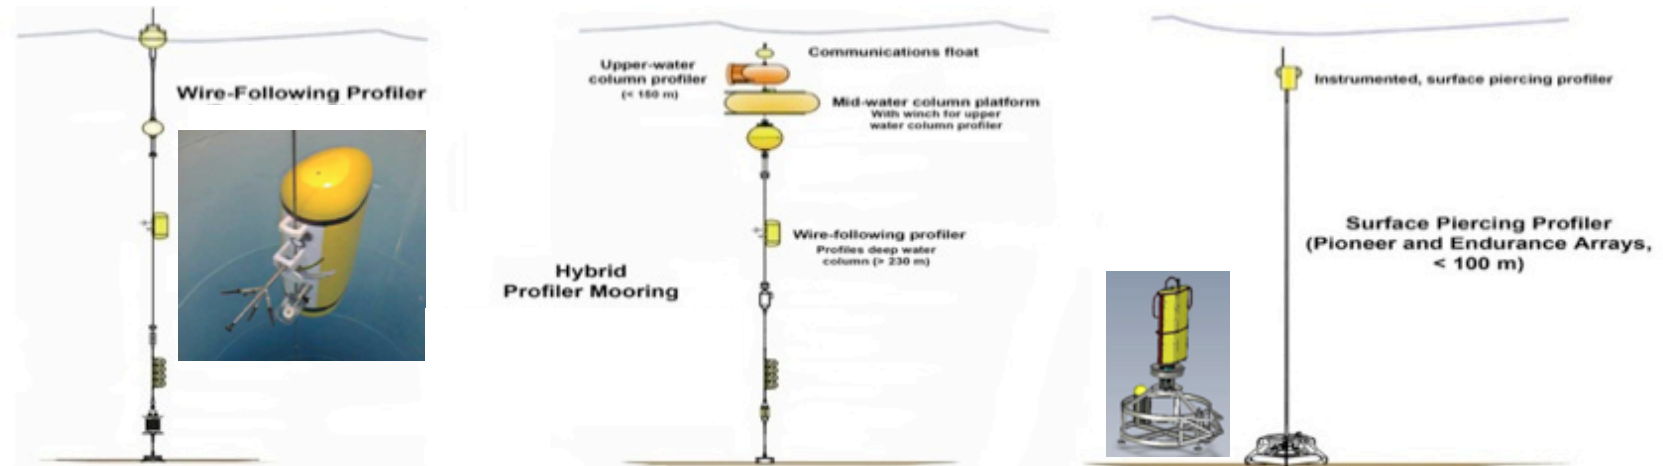 Wire-Following Profiler
Communications float
Upper-water
column profiler
(< 150 m)
Mid-water column platform
With winch for upper
water column profiler
Wire-following profiler
Profiles deep water
column (> 230 m)
Hybrid
Profiler Mooring
Instrumented, surface piercing profiler
Surface Piercing Profiler
(Pioneer and Endurance Arrays,
< 100 m)